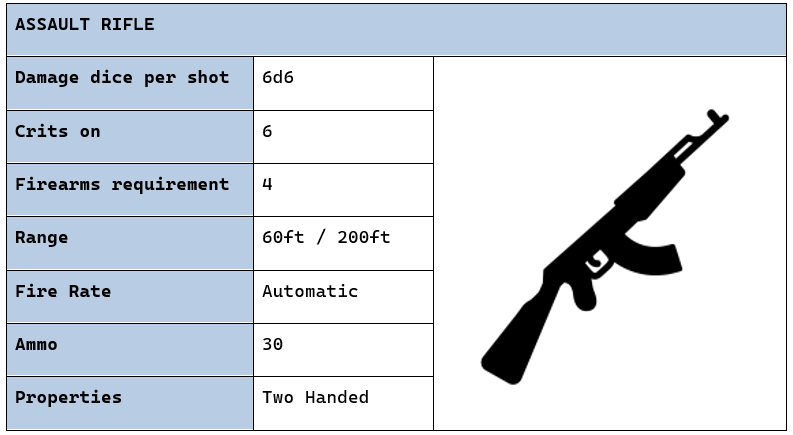 ASSAULT RIFLE
Damage dice per shot 6d6
Crits on 6
Firearms requirement 4
Range 60ft / 200ft
Fire Rate Automatic
Ammo 30
Properties Two Handed